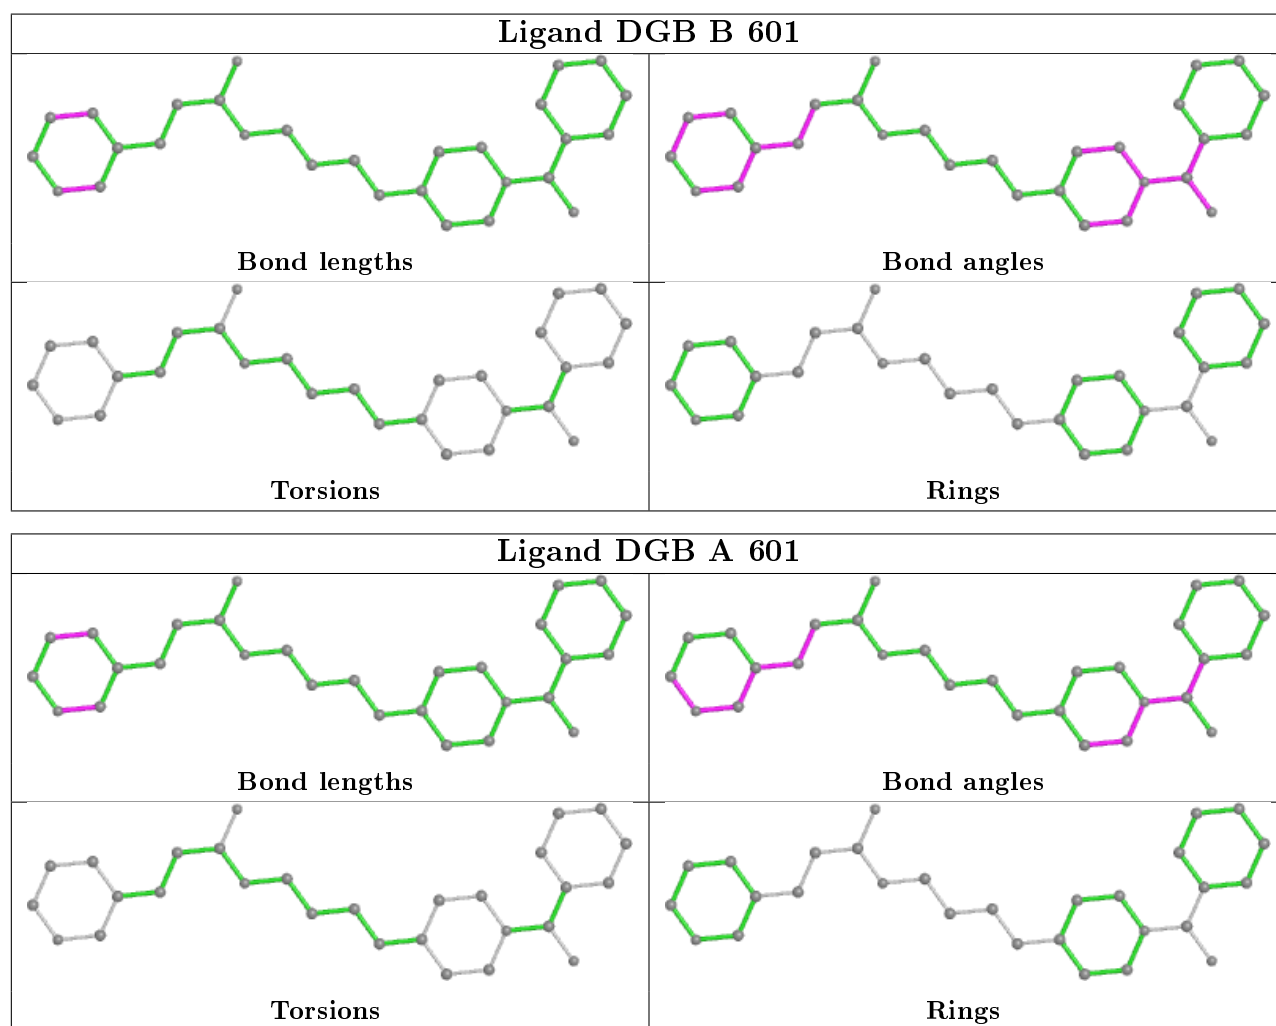 Ligand DGB B 601
Bond lengths
Bond angles
Torsions
Rings
Ligand DGB A 601
Bond lengths
Bond angles
Torsions
Rings